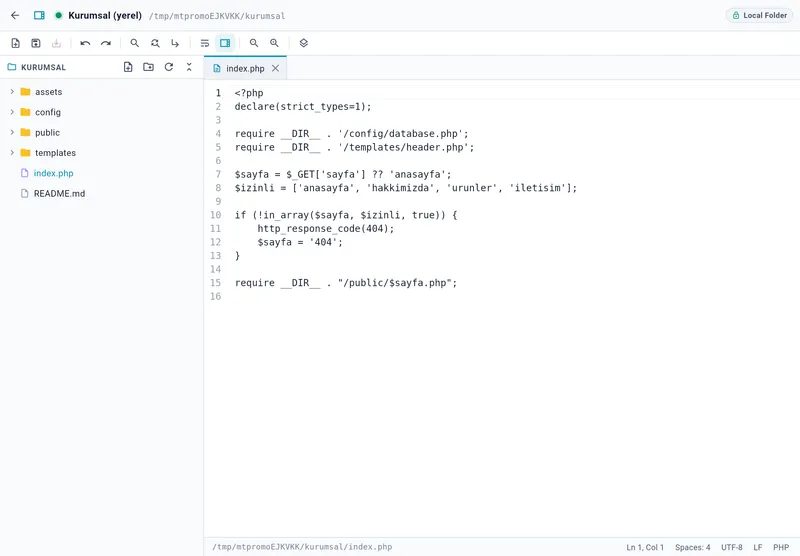 Kurumsal (yerel) /tmp/mtpromoEJKVKK/kurumsal
Local Folder
KURUMSAL
assets
config
public
templates
index.php
README.md
index.php
1 <?php
2 declare(strict_types=1);
3
4 require __DIR__ . '/config/database.php';
5 require __DIR__ . '/templates/header.php';
6
7 $sayfa = $_GET['sayfa'] ?? 'anasayfa';
8 $izinli = ['anasayfa', 'hakkimizda', 'urunler', 'iletisim'];
9
10 if (!in_array($sayfa, $izinli, true)) {
11     http_response_code(404);
12     $sayfa = '404';
13 }
14
15 require __DIR__ . "/public/$sayfa.php";
16
/tmp/mtpromoEJKVKK/kurumsal/index.php
Ln 1, Col 1 Spaces: 4 UTF-8 LF PHP